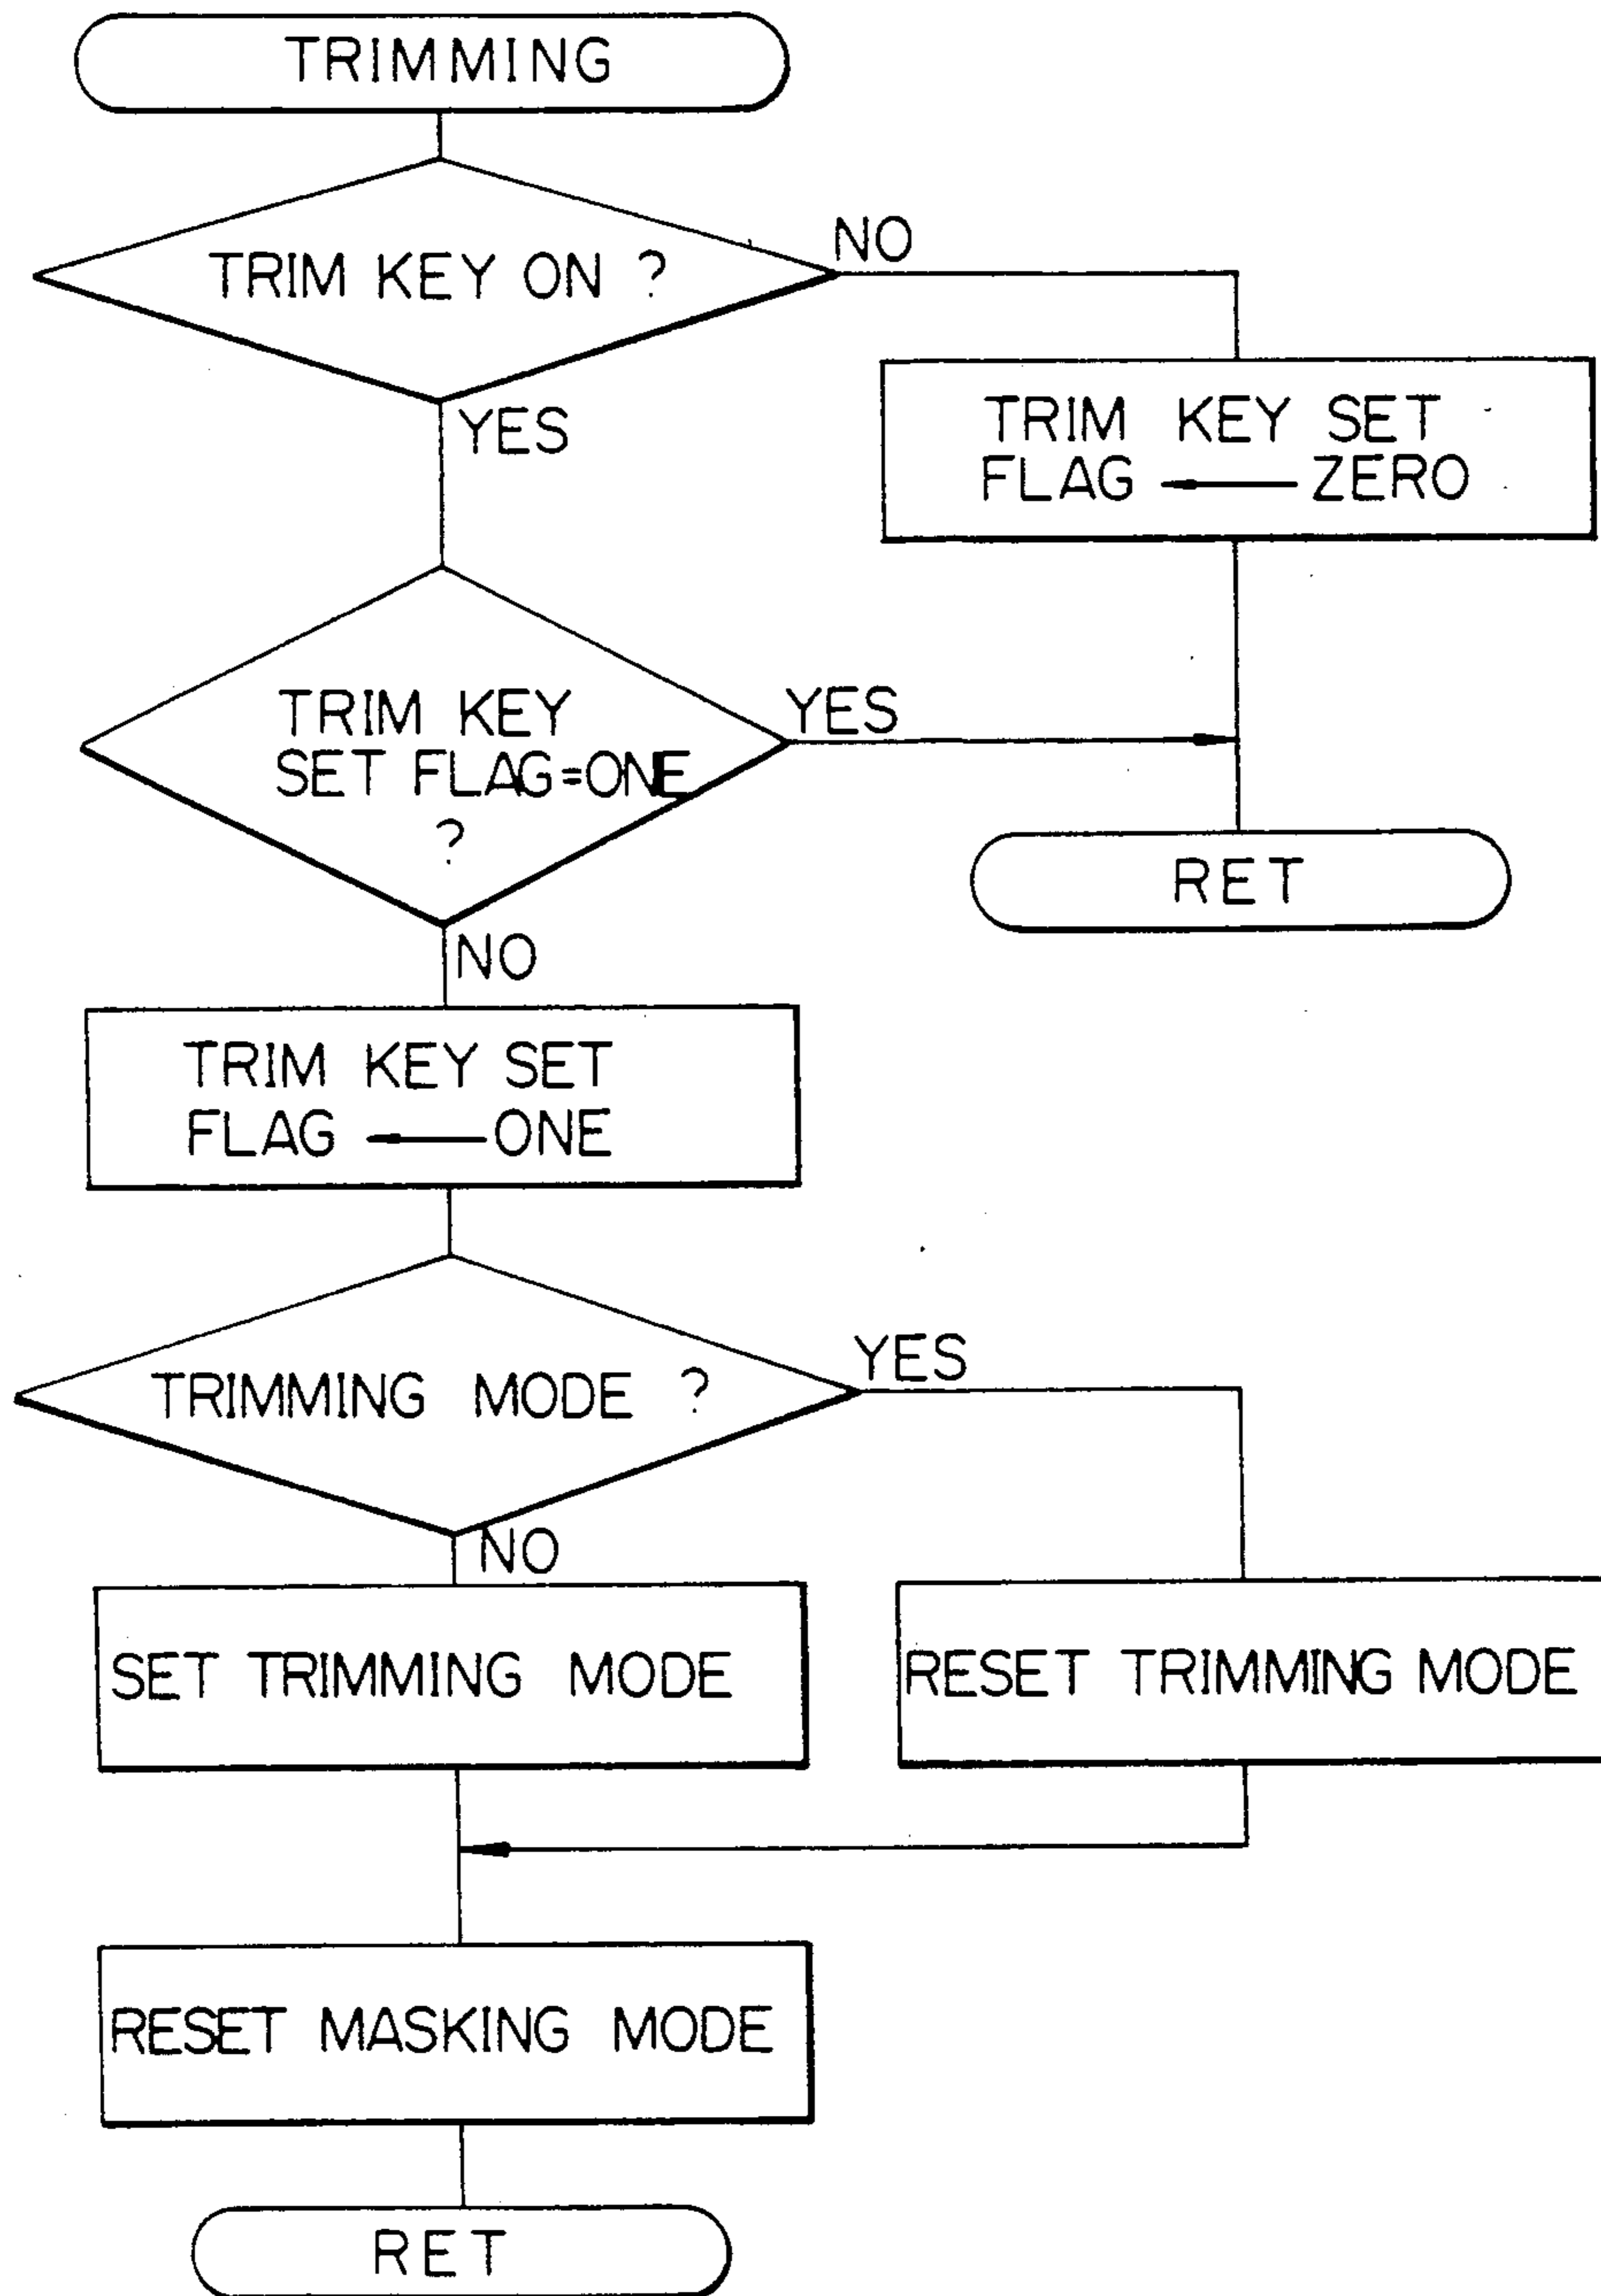 TRIMMING
TRIM KEY ON ?
NO
YES
TRIM KEY SET
FLAG ← ZERO
TRIM KEY
SET FLAG=ONE
?
YES
RET
NO
TRIM KEY SET
FLAG ← ONE
TRIMMING MODE ?
YES
NO
SET TRIMMING MODE
RESET TRIMMING MODE
RESET MASKING MODE
RET